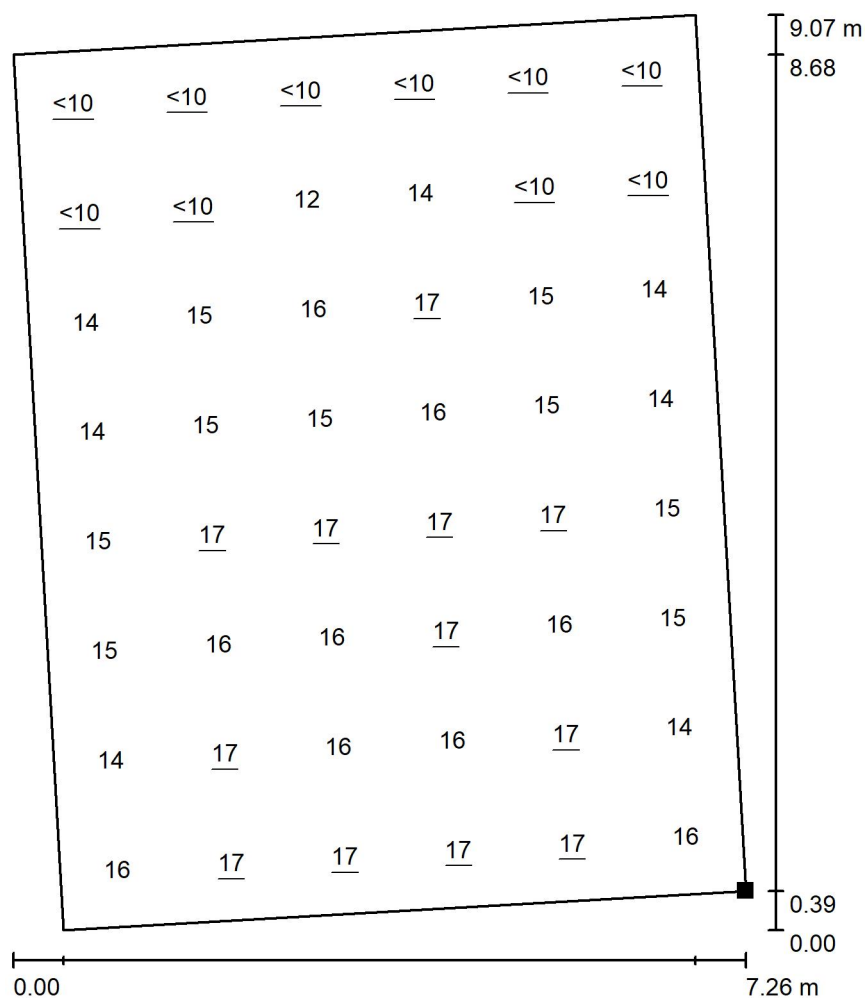 9.07 m
8.68
<10 <10 <10 <10 <10 <10
<10 <10 12 14 <10 <10
14 15 16 17 15 14
14 15 15 16 15 14
15 17 17 17 17 15
15 16 16 17 16 15
14 17 16 16 17 14
16 17 17 17 17 16
0.39
0.00
0.00 7.26 m